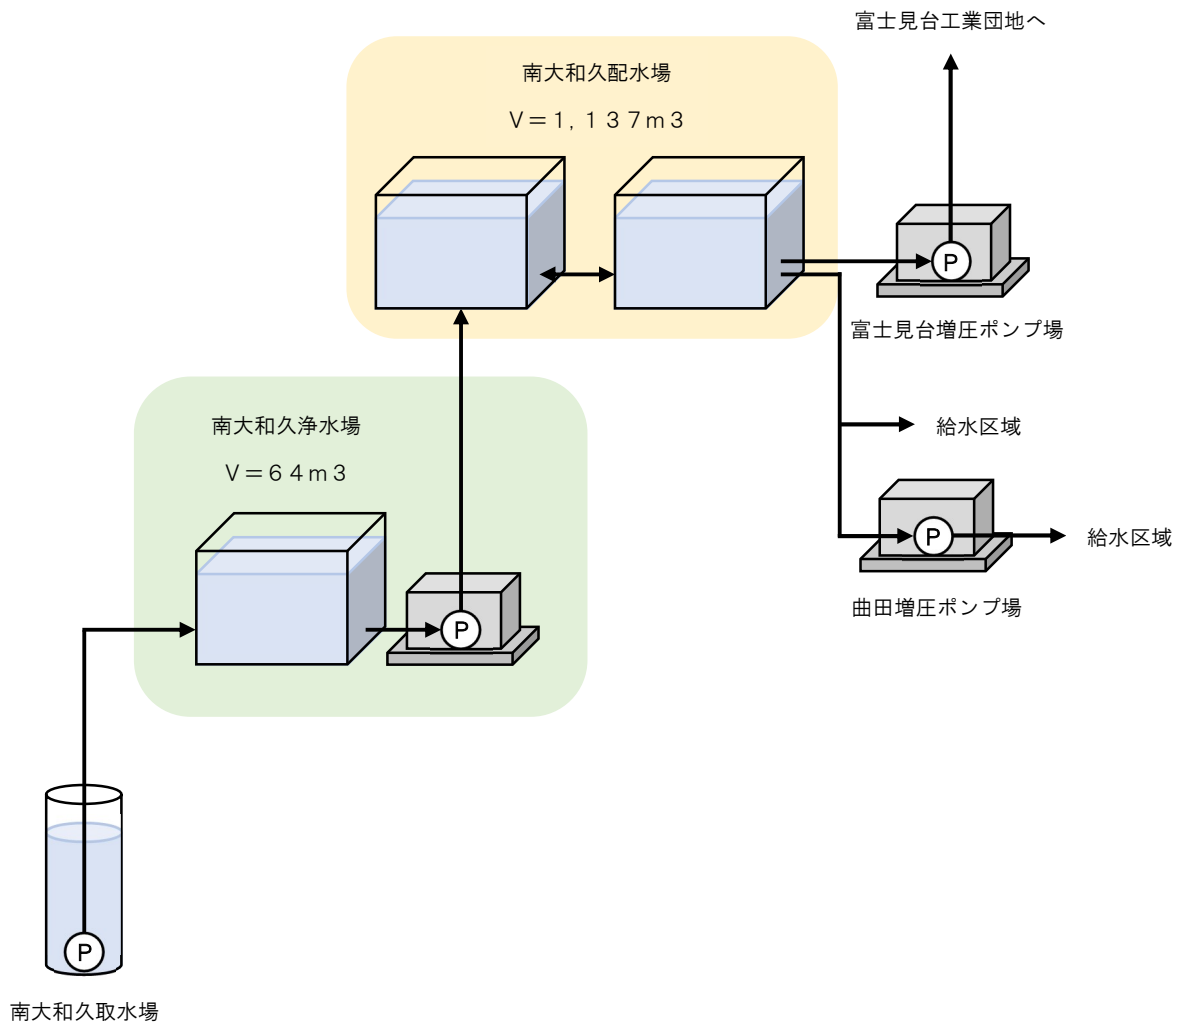 富士見台工業団地へ
南大和久配水場
V＝１，１３７ｍ３
P
富士見台増圧ポンプ場
南大和久浄水場
V＝６４ｍ３
給水区域
P
給水区域
曲田増圧ポンプ場
P
P
南大和久取水場